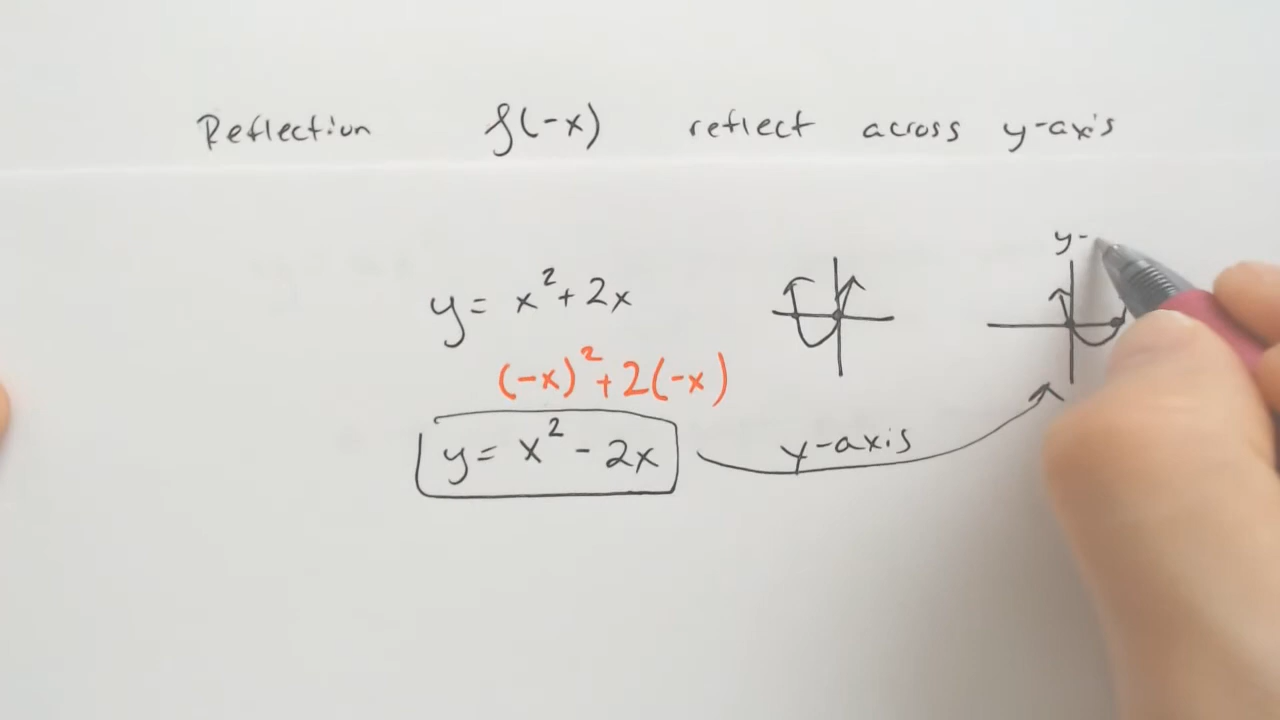 Reflection f(-x) reflect across y-axis
y-
y = x²+2x
(-x)²+2(-x)
y = x² - 2x y-axis